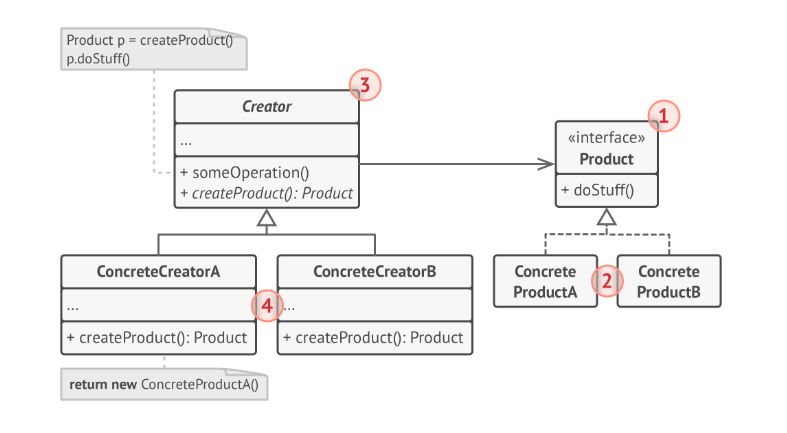 Product p = createProduct()
p.doStuff()
3
Creator
...
+ someOperation()
+ createProduct(): Product
1
«interface»
Product
+ doStuff()
ConcreteCreatorA
...
+ createProduct(): Product
4
ConcreteCreatorB
...
+ createProduct(): Product
Concrete
ProductA
2
Concrete
ProductB
return new ConcreteProductA()